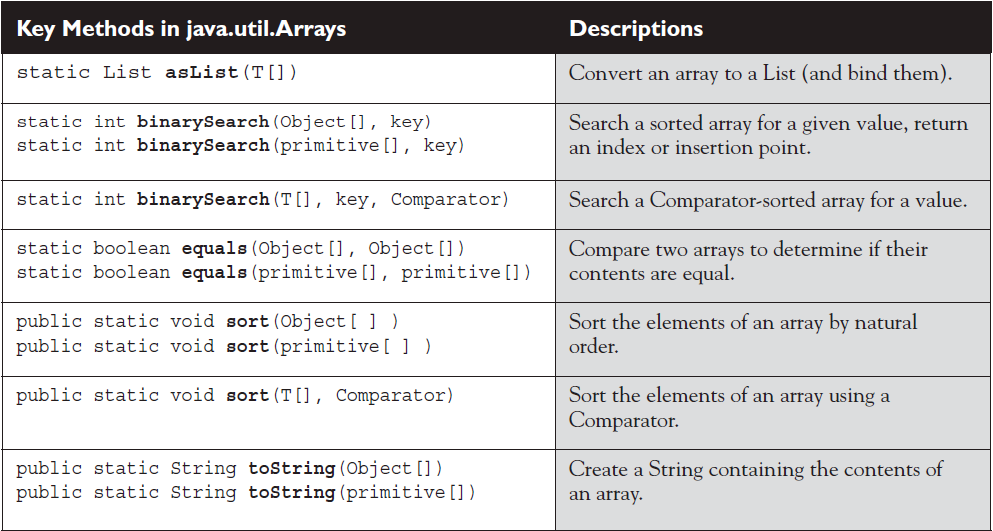 Key Methods in java.util.Arrays Descriptions
static List asList(T[]) Convert an array to a List (and bind them).
static int binarySearch(Object[], key)
static int binarySearch(primitive[], key)
Search a sorted array for a given value, return
an index or insertion point.
static int binarySearch(T[], key, Comparator) Search a Comparator-sorted array for a value.
static boolean equals(Object[], Object[])
static boolean equals(primitive[], primitive[])
Compare two arrays to determine if their
contents are equal.
public static void sort(Object[ ] )
public static void sort(primitive[ ] )
Sort the elements of an array by natural
order.
public static void sort(T[], Comparator)
Sort the elements of an array using a
Comparator.
public static String toString(Object[])
public static String toString(primitive[])
Create a String containing the contents of
an array.